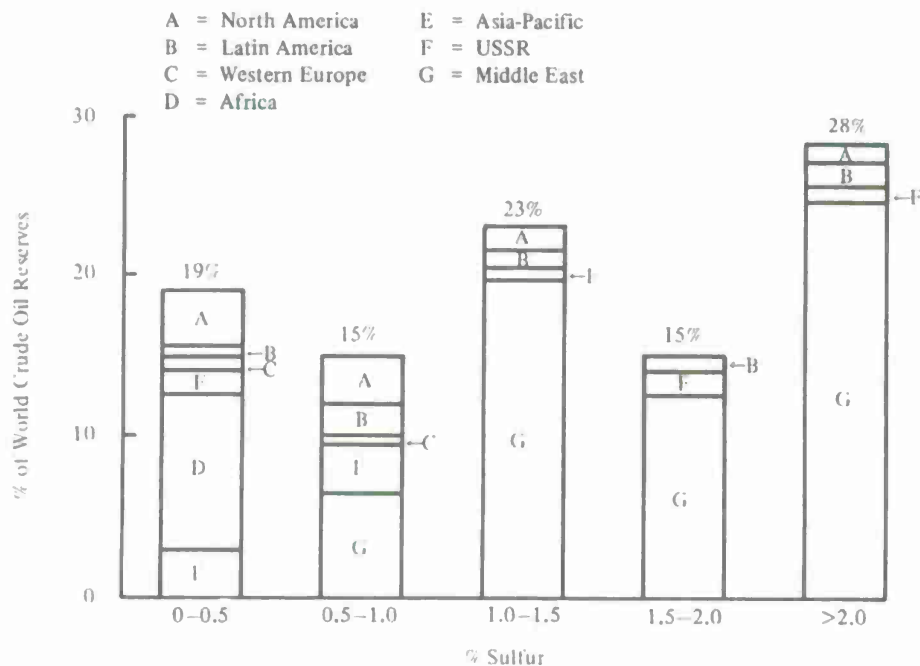 A = North America E = Asia-Pacific
B = Latin America F = USSR
C = Western Europe G = Middle East
D = Africa
30
28%
A
B
F
23%
A
B
20
19%
A
B
C
F
15%
A
B
C
15%
B
F
G
G
10
D
G
G
0
0–0.5 0.5–1.0 1.0–1.5 1.5–2.0 >2.0
% Sulfur
% of World Crude Oil Reserves